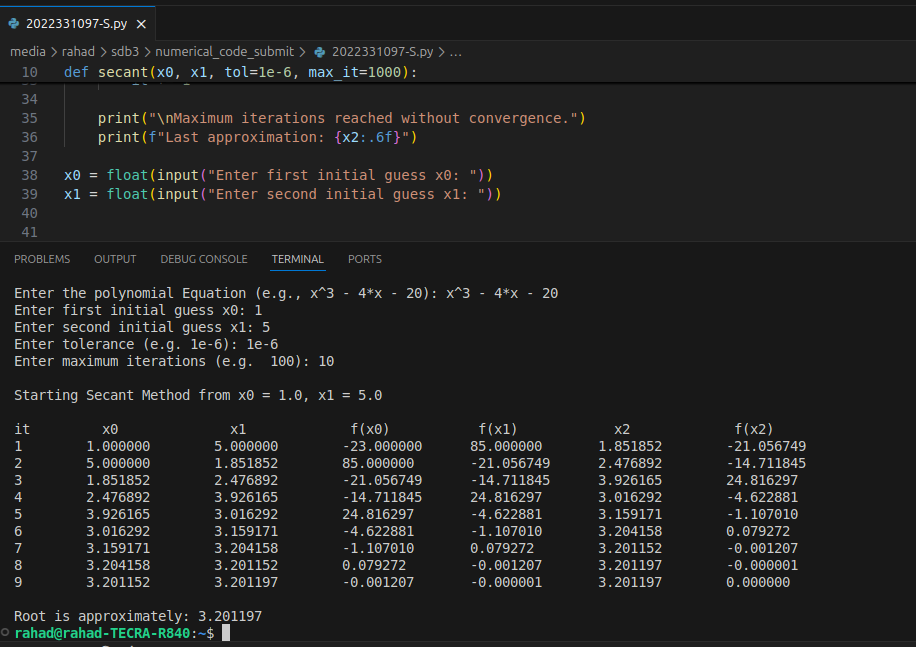 2022331097-S.py ×
media > rahad > sdb3 > numerical_code_submit > 2022331097-S.py > ...
10 def secant(x0, x1, tol=1e-6, max_it=1000):
34
35 print("\nMaximum iterations reached without convergence.")
36 print(f"Last approximation: {x2:.6f}")
37
38 x0 = float(input("Enter first initial guess x0: "))
39 x1 = float(input("Enter second initial guess x1: "))
40
41
PROBLEMS OUTPUT DEBUG CONSOLE TERMINAL PORTS
Enter the polynomial Equation (e.g., x^3 - 4*x - 20): x^3 - 4*x - 20
Enter first initial guess x0: 1
Enter second initial guess x1: 5
Enter tolerance (e.g. 1e-6): 1e-6
Enter maximum iterations (e.g.  100): 10
Starting Secant Method from x0 = 1.0, x1 = 5.0
it x0 x1 f(x0) f(x1) x2 f(x2)
1 1.000000 5.000000 -23.000000 85.000000 1.851852 -21.056749
2 5.000000 1.851852 85.000000 -21.056749 2.476892 -14.711845
3 1.851852 2.476892 -21.056749 -14.711845 3.926165 24.816297
4 2.476892 3.926165 -14.711845 24.816297 3.016292 -4.622881
5 3.926165 3.016292 24.816297 -4.622881 3.159171 -1.107010
6 3.016292 3.159171 -4.622881 -1.107010 3.204158 0.079272
7 3.159171 3.204158 -1.107010 0.079272 3.201152 -0.001207
8 3.204158 3.201152 0.079272 -0.001207 3.201197 -0.000001
9 3.201152 3.201197 -0.001207 -0.000001 3.201197 0.000000
Root is approximately: 3.201197
rahad@rahad-TECRA-R840:~$